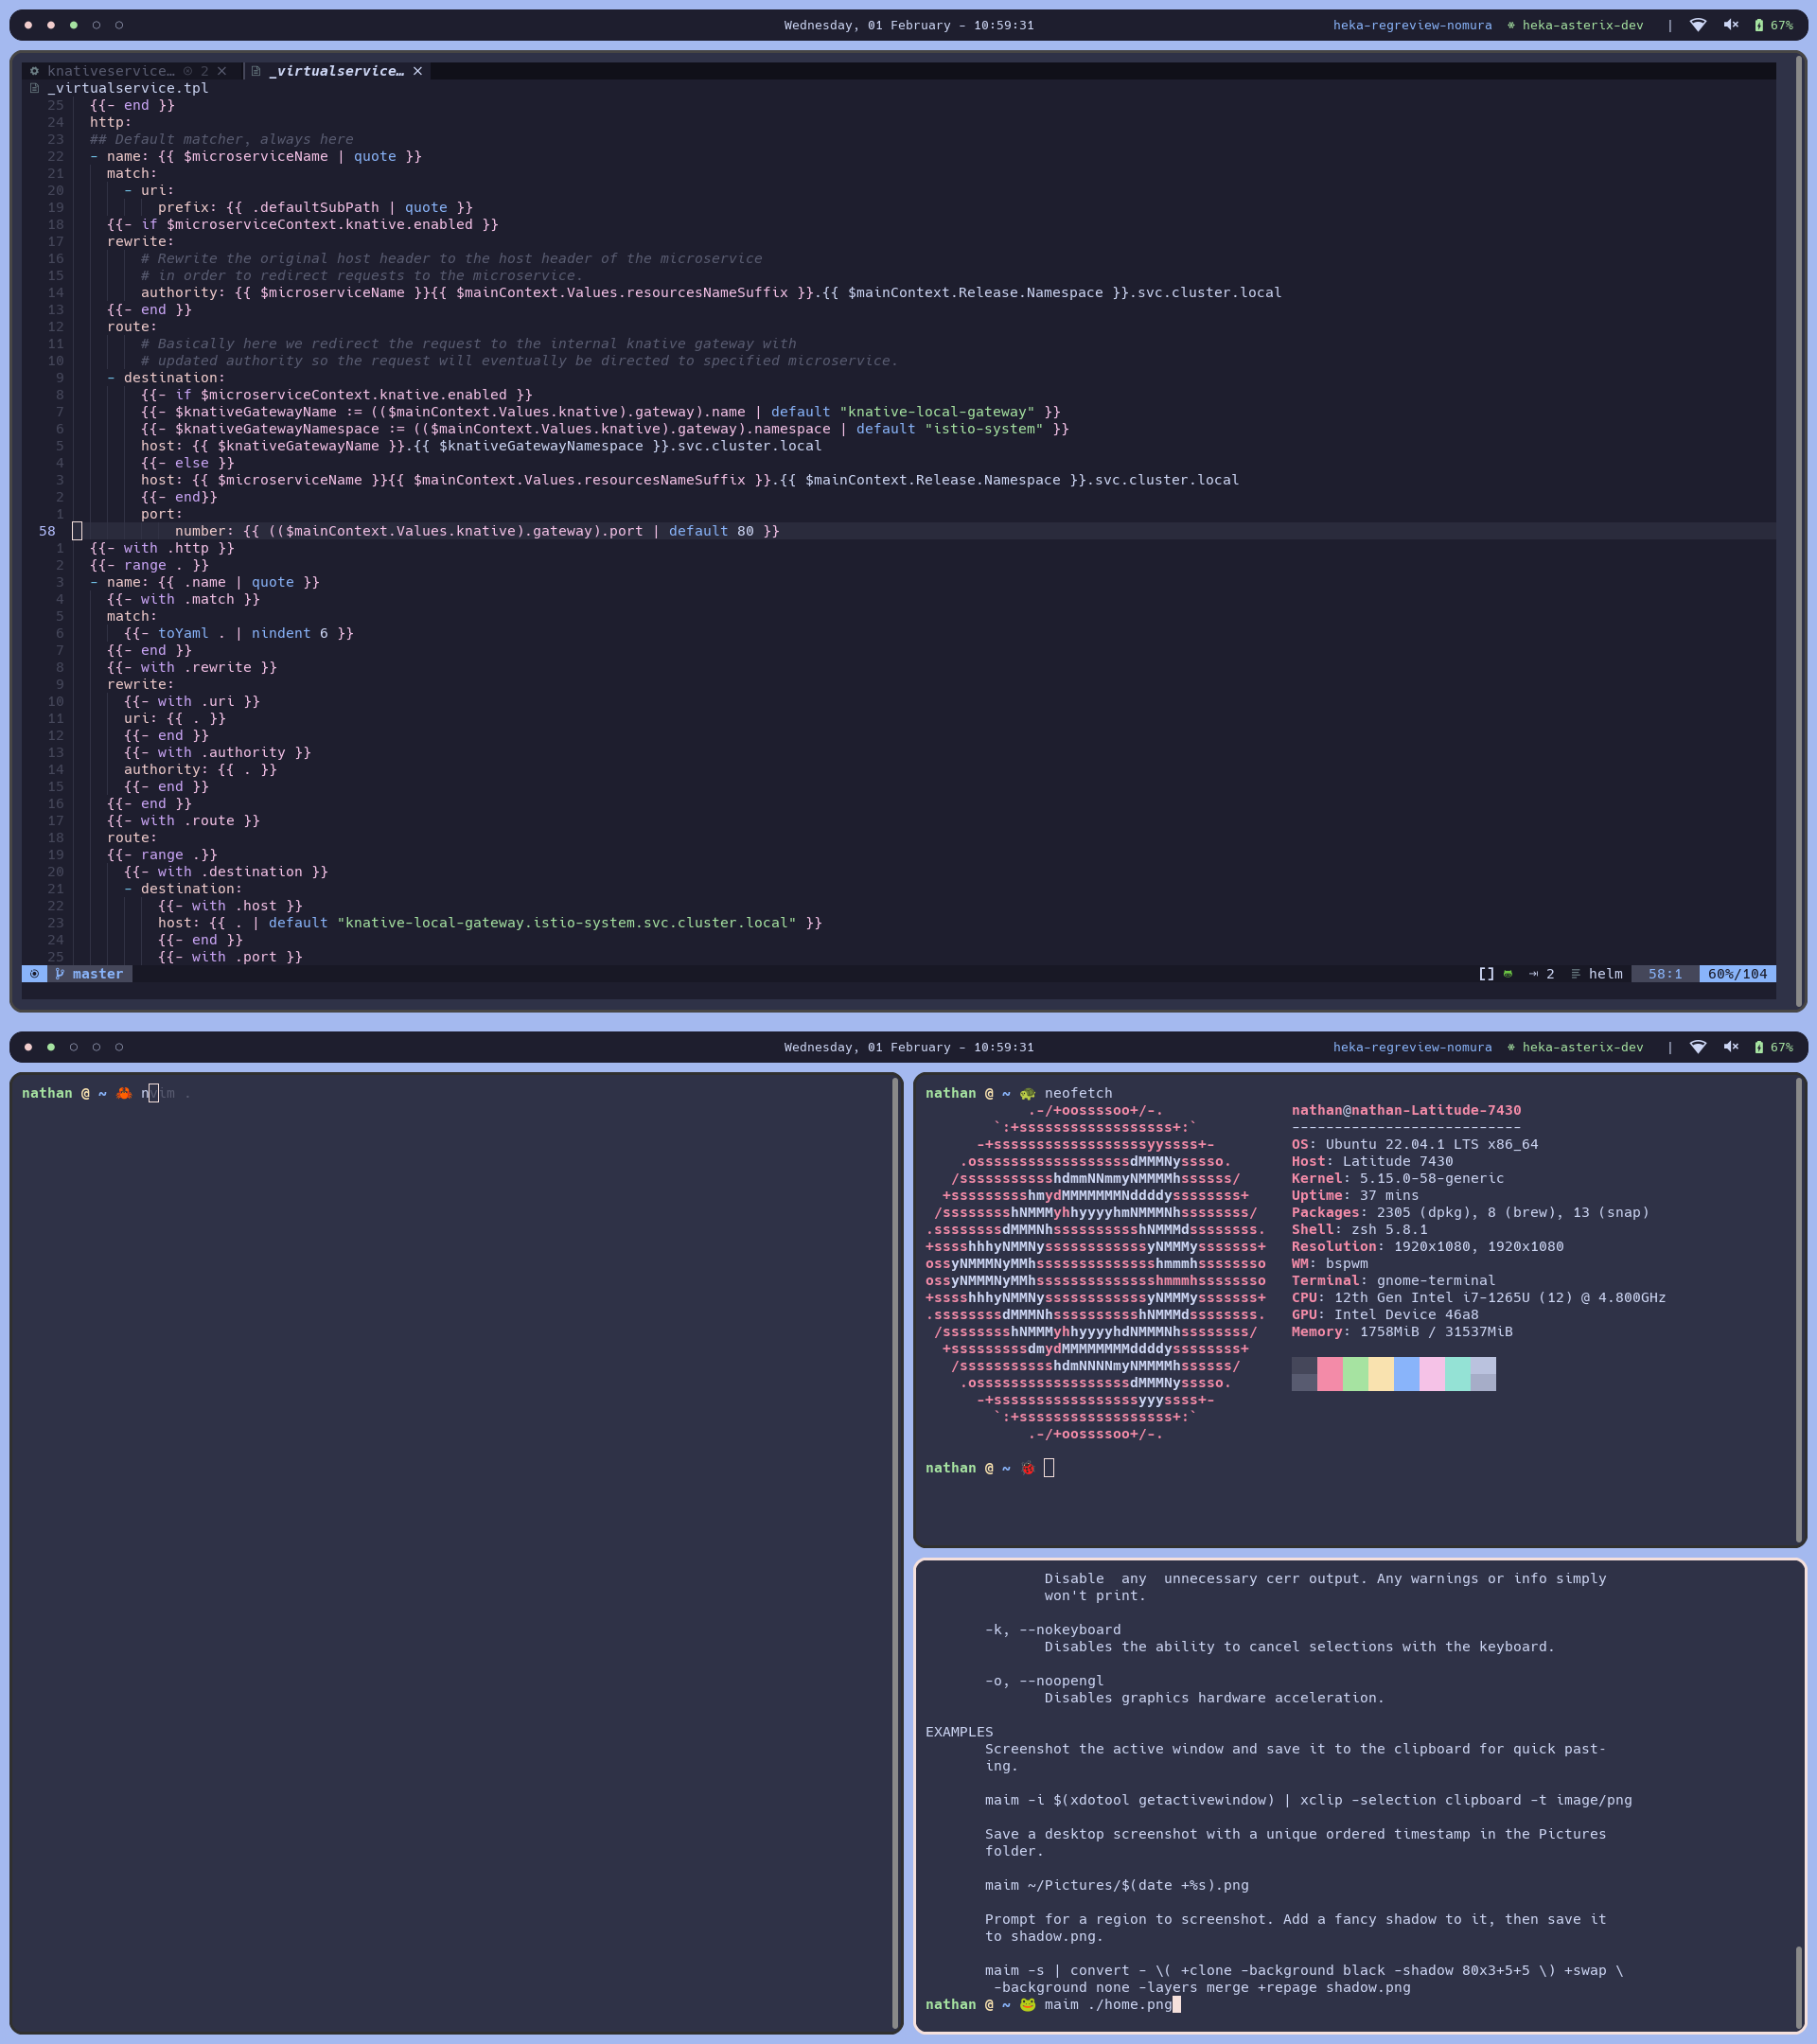 Wednesday, 01 February - 10:59:31 heka-regreview-nomura heka-asterix-dev | 67%
knativeservice… 2 _virtualservice…
_virtualservice.tpl
25 {{- end }}
24 http:
23 ## Default matcher, always here
22 - name: {{ $microserviceName | quote }}
21 match:
20 - uri:
19 prefix: {{ .defaultSubPath | quote }}
18 {{- if $microserviceContext.knative.enabled }}
17 rewrite:
16 # Rewrite the original host header to the host header of the microservice
15 # in order to redirect requests to the microservice.
14 authority: {{ $microserviceName }}{{ $mainContext.Values.resourcesNameSuffix }}.{{ $mainContext.Release.Namespace }}.svc.cluster.local
13 {{- end }}
12 route:
11 # Basically here we redirect the request to the internal knative gateway with
10 # updated authority so the request will eventually be directed to specified microservice.
9 - destination:
8 {{- if $microserviceContext.knative.enabled }}
7 {{- $knativeGatewayName := (($mainContext.Values.knative).gateway).name | default "knative-local-gateway" }}
6 {{- $knativeGatewayNamespace := (($mainContext.Values.knative).gateway).namespace | default "istio-system" }}
5 host: {{ $knativeGatewayName }}.{{ $knativeGatewayNamespace }}.svc.cluster.local
4 {{- else }}
3 host: {{ $microserviceName }}{{ $mainContext.Values.resourcesNameSuffix }}.{{ $mainContext.Release.Namespace }}.svc.cluster.local
2 {{- end}}
1 port:
58 number: {{ (($mainContext.Values.knative).gateway).port | default 80 }}
1 {{- with .http }}
2 {{- range . }}
3 - name: {{ .name | quote }}
4 {{- with .match }}
5 match:
6 {{- toYaml . | nindent 6 }}
7 {{- end }}
8 {{- with .rewrite }}
9 rewrite:
10 {{- with .uri }}
11 uri: {{ . }}
12 {{- end }}
13 {{- with .authority }}
14 authority: {{ . }}
15 {{- end }}
16 {{- end }}
17 {{- with .route }}
18 route:
19 {{- range .}}
20 {{- with .destination }}
21 - destination:
22 {{- with .host }}
23 host: {{ . | default "knative-local-gateway.istio-system.svc.cluster.local" }}
24 {{- end }}
25 {{- with .port }}
master [] 2 helm 58:1 60%/104
Wednesday, 01 February - 10:59:31 heka-regreview-nomura heka-asterix-dev | 67%
nathan @ ~ 🦀 nvim .
nathan @ ~ 🐢 neofetch
.-/+oossssoo+/-. nathan@nathan-Latitude-7430
`:+ssssssssssssssssss+:` ---------------------------
-+ssssssssssssssssssyyssss+- OS: Ubuntu 22.04.1 LTS x86_64
.ossssssssssssssssssdMMMNysssso. Host: Latitude 7430
/ssssssssssshdmmNNmmyNMMMMhssssss/ Kernel: 5.15.0-58-generic
+ssssssssshmydMMMMMMMNddddyssssssss+ Uptime: 37 mins
/sssssssshNMMMyhhyyyyhmNMMMNhssssssss/ Packages: 2305 (dpkg), 8 (brew), 13 (snap)
.ssssssssdMMMNhsssssssssshNMMMdssssssss. Shell: zsh 5.8.1
+sssshhhyNMMNyssssssssssssyNMMMysssssss+ Resolution: 1920x1080, 1920x1080
ossyNMMMNyMMhsssssssssssssshmmmhssssssso WM: bspwm
ossyNMMMNyMMhsssssssssssssshmmmhssssssso Terminal: gnome-terminal
+sssshhhyNMMNyssssssssssssyNMMMysssssss+ CPU: 12th Gen Intel i7-1265U (12) @ 4.800GHz
.ssssssssdMMMNhsssssssssshNMMMdssssssss. GPU: Intel Device 46a8
/sssssssshNMMMyhhyyyyhdNMMMNhssssssss/ Memory: 1758MiB / 31537MiB
+sssssssssdmydMMMMMMMMddddyssssssss+
/ssssssssssshdmNNNNmyNMMMMhssssss/
.ossssssssssssssssssdMMMNysssso.
-+sssssssssssssssssyyyssss+-
`:+ssssssssssssssssss+:`
.-/+oossssoo+/-.
nathan @ ~ 🐞
Disable any unnecessary cerr output. Any warnings or info simply
won't print.
-k, --nokeyboard
Disables the ability to cancel selections with the keyboard.
-o, --noopengl
Disables graphics hardware acceleration.
EXAMPLES
Screenshot the active window and save it to the clipboard for quick past-
ing.
maim -i $(xdotool getactivewindow) | xclip -selection clipboard -t image/png
Save a desktop screenshot with a unique ordered timestamp in the Pictures
folder.
maim ~/Pictures/$(date +%s).png
Prompt for a region to screenshot. Add a fancy shadow to it, then save it
to shadow.png.
maim -s | convert - \( +clone -background black -shadow 80x3+5+5 \) +swap \
-background none -layers merge +repage shadow.png
nathan @ ~ 🐸 maim ./home.png